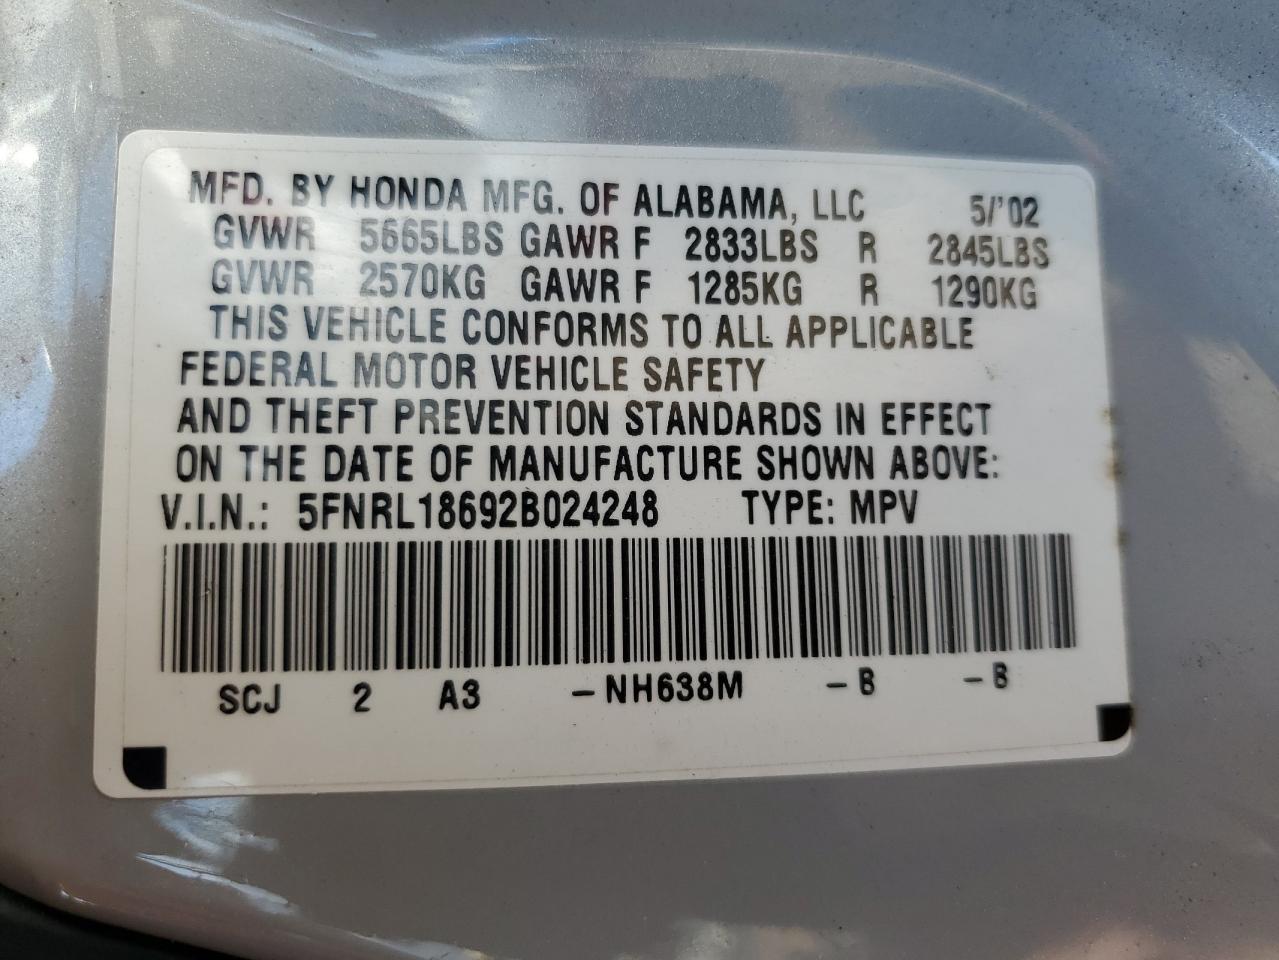 MFD. BY HONDA MFG. OF ALABAMA, LLC 5/'02
GVWR 5665LBS GAWR F 2833LBS R 2845LBS
GVWR 2570KG GAWR F 1285KG R 1290KG
THIS VEHICLE CONFORMS TO ALL APPLICABLE
FEDERAL MOTOR VEHICLE SAFETY
AND THEFT PREVENTION STANDARDS IN EFFECT
ON THE DATE OF MANUFACTURE SHOWN ABOVE:
V.I.N.: 5FNRL18692B024248 TYPE: MPV
SCJ 2 A3 -NH638M -B -B